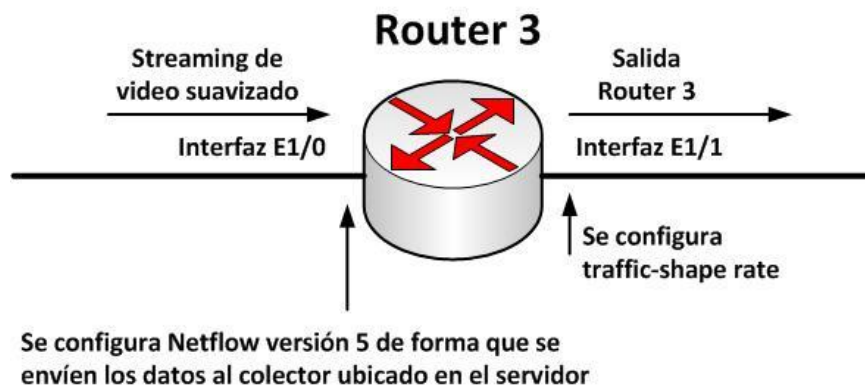 Router 3
Streaming de
video suavizado
Interfaz E1/0
Salida
Router 3
Interfaz E1/1
Se configura
traffic-shape rate
Se configura Netflow versión 5 de forma que se
envíen los datos al colector ubicado en el servidor